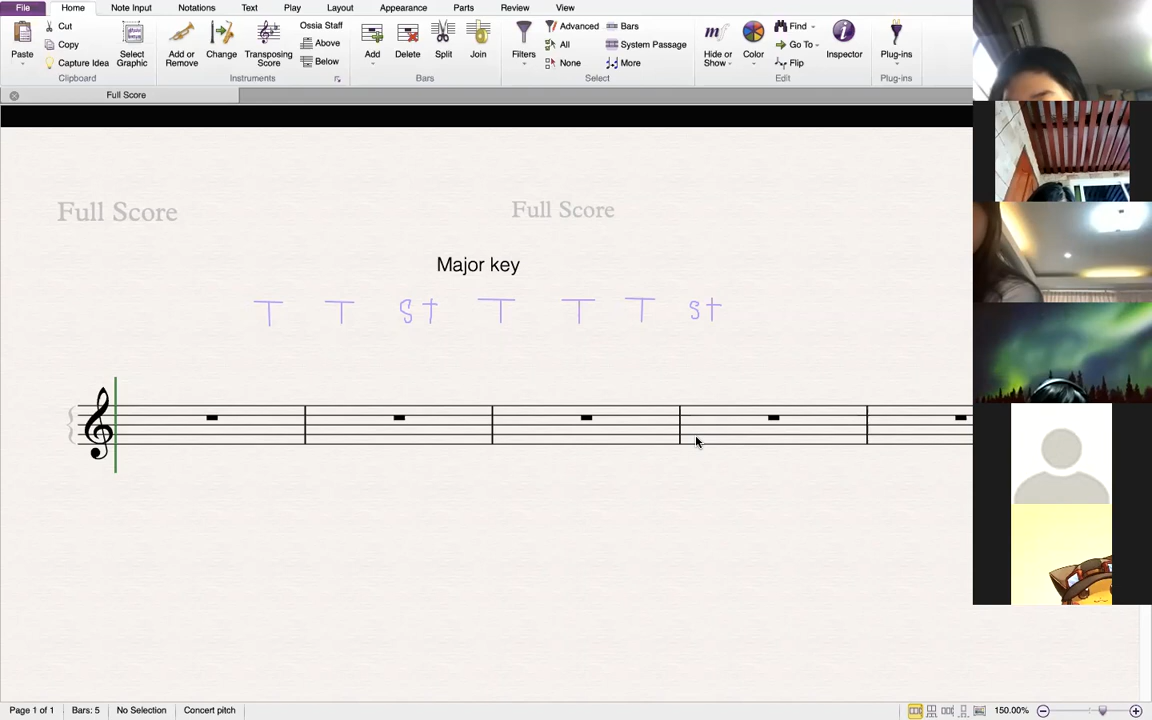 File Home Note Input Notations Text Play Layout Appearance Parts Review View
Paste
Cut
Copy
Capture Idea
Select Graphic
Clipboard
Add or Remove
Change
Transposing Score
Ossia Staff
Above
Below
Instruments
Add
Delete
Split
Join
Bars
Filters
Advanced
All
None
Bars
System Passage
More
Select
Hide or Show
Color
Find
Go To
Flip
Inspector
Edit
Plug-ins
Plug-ins
Full Score
Full Score Full Score
Major key
T T St T T T st
Page 1 of 1 Bars: 5 No Selection Concert pitch 150.00%